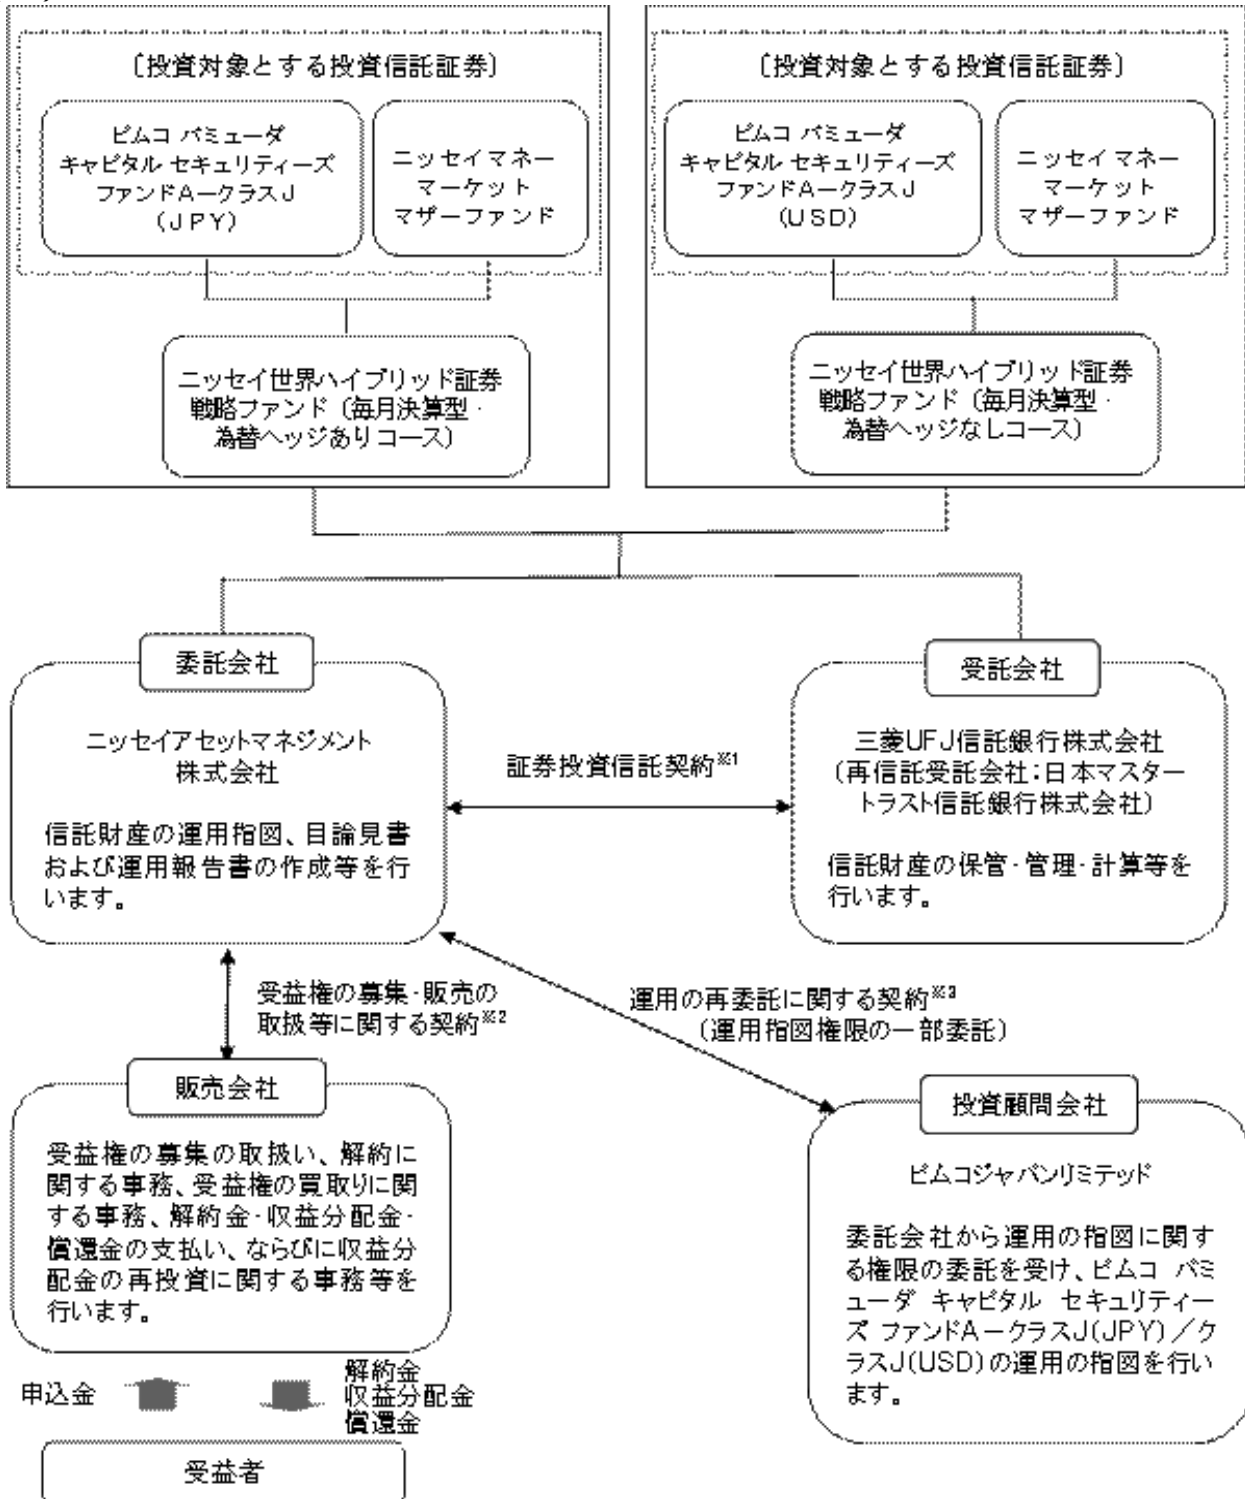 〔投資対象とする投資信託証券〕
ピムコ バミューダ
キャピタル セキュリティーズ
ファンドA－クラスJ
(JPY)
ニッセイマネー
マーケット
マザーファンド
ニッセイ世界ハイブリッド証券
戦略ファンド（毎月決算型・
為替ヘッジありコース）
〔投資対象とする投資信託証券〕
ピムコ バミューダ
キャピタル セキュリティーズ
ファンドA－クラスJ
(USD)
ニッセイマネー
マーケット
マザーファンド
ニッセイ世界ハイブリッド証券
戦略ファンド（毎月決算型・
為替ヘッジなしコース）
委託会社
ニッセイアセットマネジメント
株式会社
信託財産の運用指図、目論見書
および運用報告書の作成等を行
います。
証券投資信託契約※1
受託会社
三菱UFJ信託銀行株式会社
（再信託受託会社：日本マスター
トラスト信託銀行株式会社）
信託財産の保管・管理・計算等を
行います。
受益権の募集・販売の
取扱等に関する契約※2
運用の再委託に関する契約※3
（運用指図権限の一部委託）
販売会社
受益権の募集の取扱い、解約に
関する事務、受益権の買取りに関
する事務、解約金・収益分配金・
償還金の支払い、ならびに収益分
配金の再投資に関する事務等を
行います。
投資顧問会社
ピムコジャパンリミテッド
委託会社から運用の指図に関す
る権限の委託を受け、ピムコ バミ
ューダ キャピタル セキュリティー
ズ ファンドA－クラスJ(JPY)／ク
ラスJ(USD)の運用の指図を行い
ます。
申込金
解約金
収益分配金
償還金
受益者